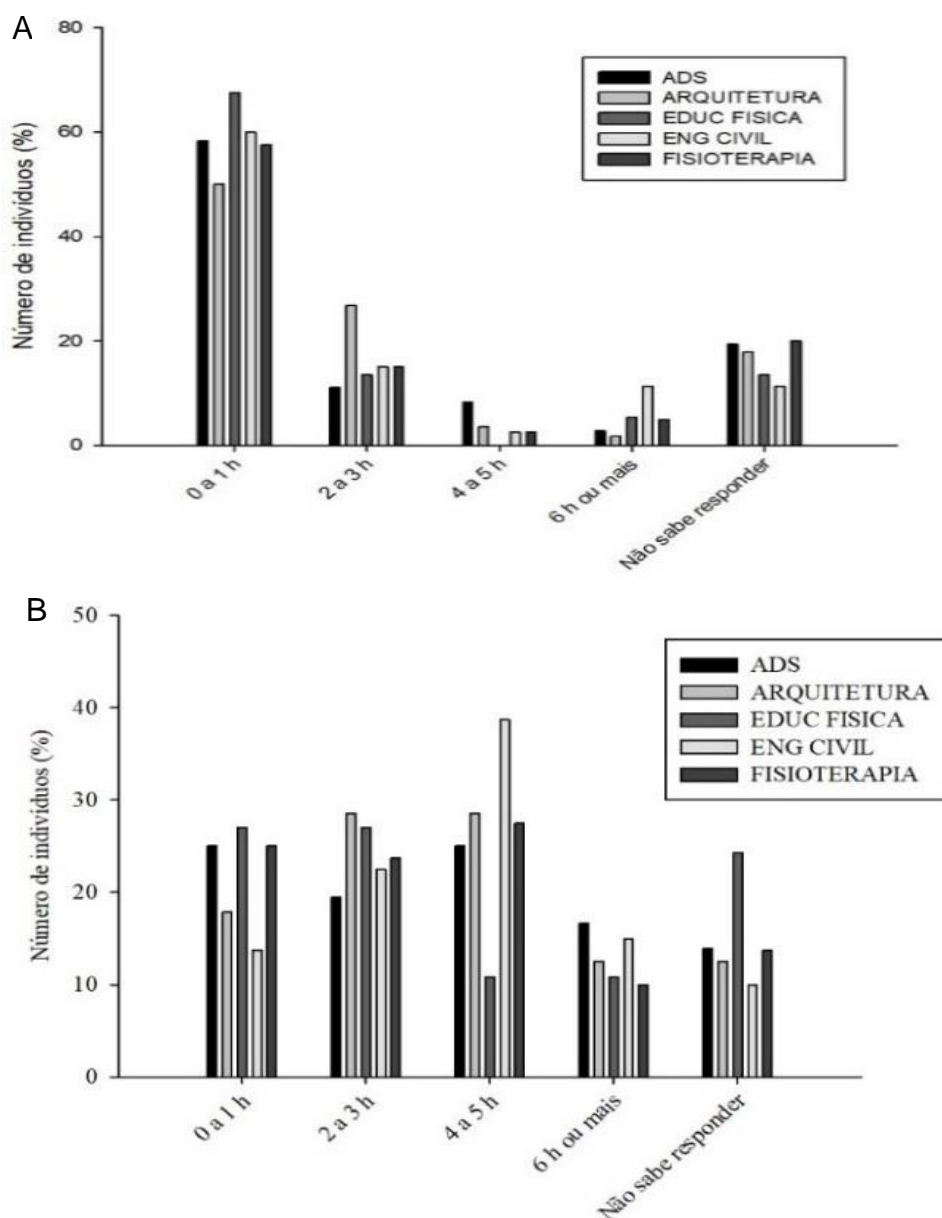 A
80
60
40
20
0
Número de indivíduos (%)
ADS
ARQUITETURA
EDUC FISICA
ENG CIVIL
FISIOTERAPIA
0 a 1 h
2 a 3 h
4 a 5 h
6 h ou mais
Não sabe responder
B
50
40
30
20
10
0
Número de indivíduos (%)
ADS
ARQUITETURA
EDUC FISICA
ENG CIVIL
FISIOTERAPIA
0 a 1 h
2 a 3 h
4 a 5 h
6 h ou mais
Não sabe responder